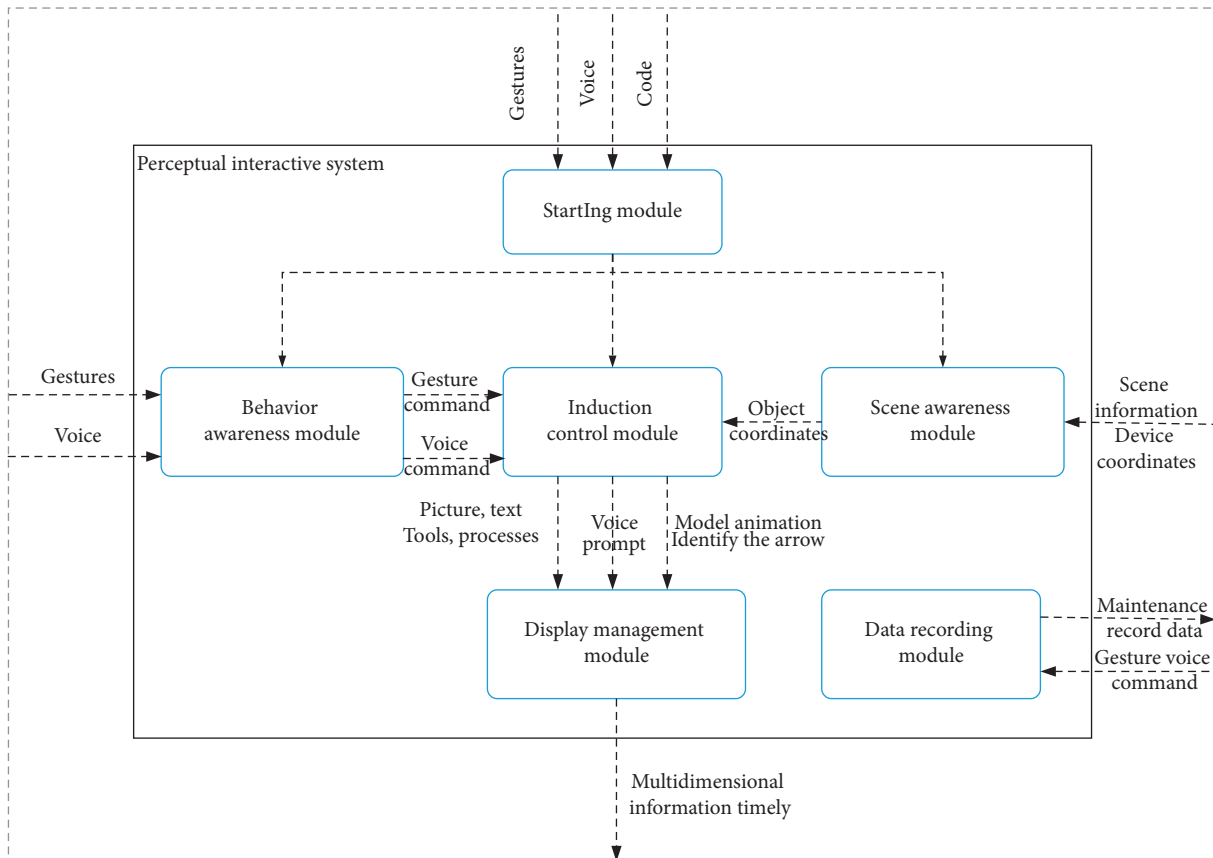 Gestures
Voice
Code
Perceptual interactive system
StartIng module
Gestures
Voice
Behavior
awareness module
Gesture
command
Voice
command
Induction
control module
Object
coordinates
Scene awareness
module
Scene
information
Device
coordinates
Picture, text
Tools, processes
Voice
prompt
Model animation
Identify the arrow
Display management
module
Data recording
module
Maintenance
record data
Gesture voice
command
Multidimensional
information timely